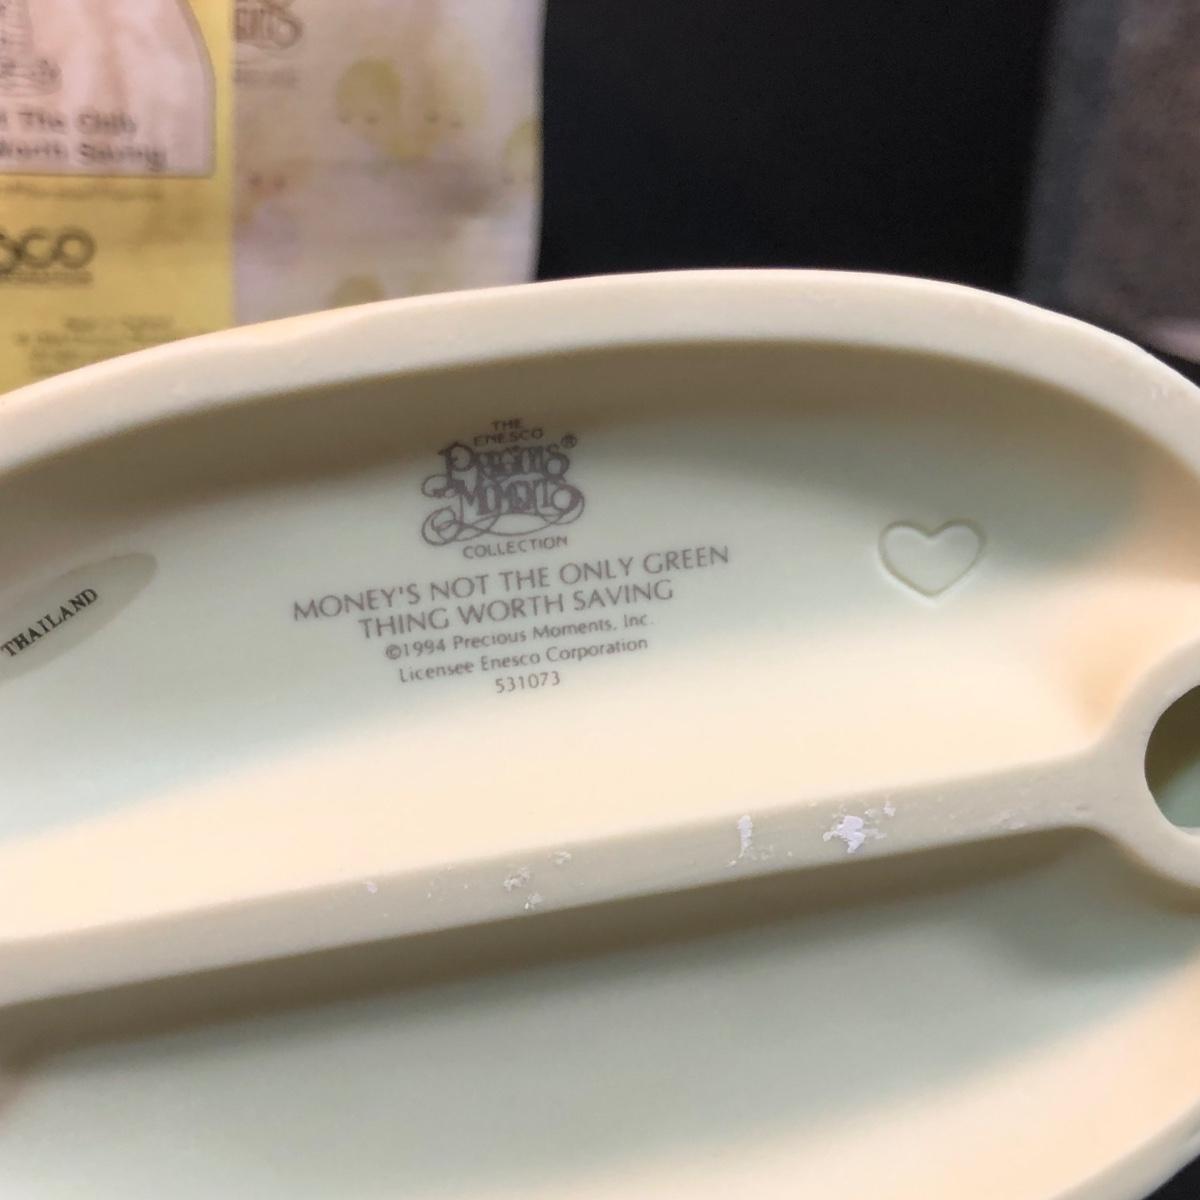 The Only
Worth Saving
THAILAND
THE
ENESCO
PRECIOUS®
MOMENTS
COLLECTION
MONEY'S NOT THE ONLY GREEN
THING WORTH SAVING
©1994 Precious Moments, Inc.
Licensee Enesco Corporation
531073